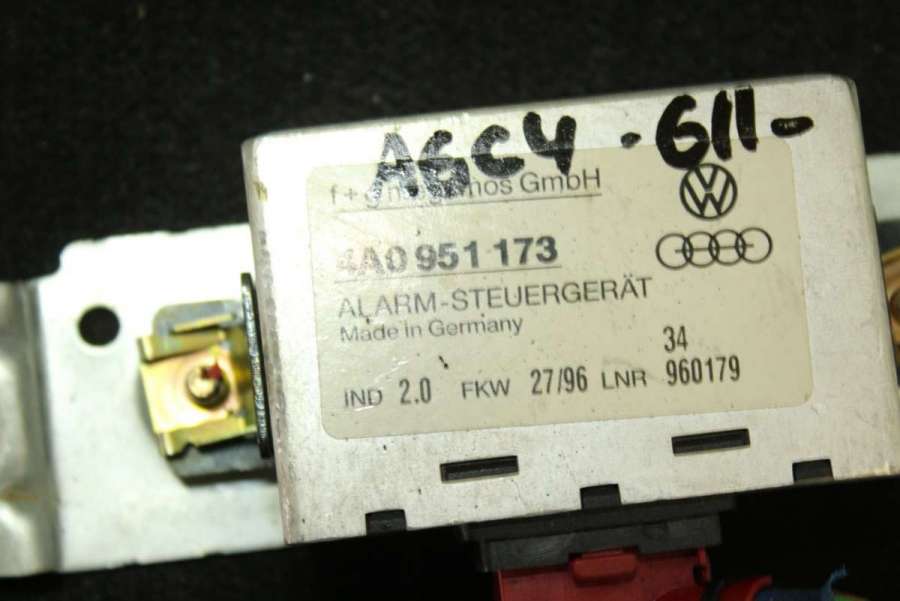 AGC4 -611-
GmbH
4A0 951 173
ALARM-STEUERGERÄT
Made in Germany
34
IND 2.0 FKW 27/96 LNR 960179